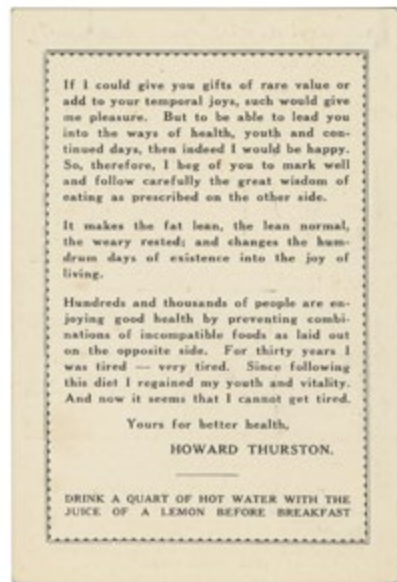 If I could give you gifts of rare value or
add to your temporal joys, such would give
me pleasure. But to be able to lead you
into the ways of health, youth and con-
tinued days, then indeed I would be happy.
So, therefore, I beg of you to mark well
and follow carefully the great wisdom of
eating as prescribed on the other side.
It makes the fat lean, the lean normal,
the weary rested; and changes the hum-
drum days of existence into the joy of
living.
Hundreds and thousands of people are en-
joying good health by preventing combi-
nations of incompatible foods as laid out
on the opposite side. For thirty years I
was tired — very tired. Since following
this diet I regained my youth and vitality.
And now it seems that I cannot get tired.
Yours for better health,
HOWARD THURSTON.
DRINK A QUART OF HOT WATER WITH THE
JUICE OF A LEMON BEFORE BREAKFAST